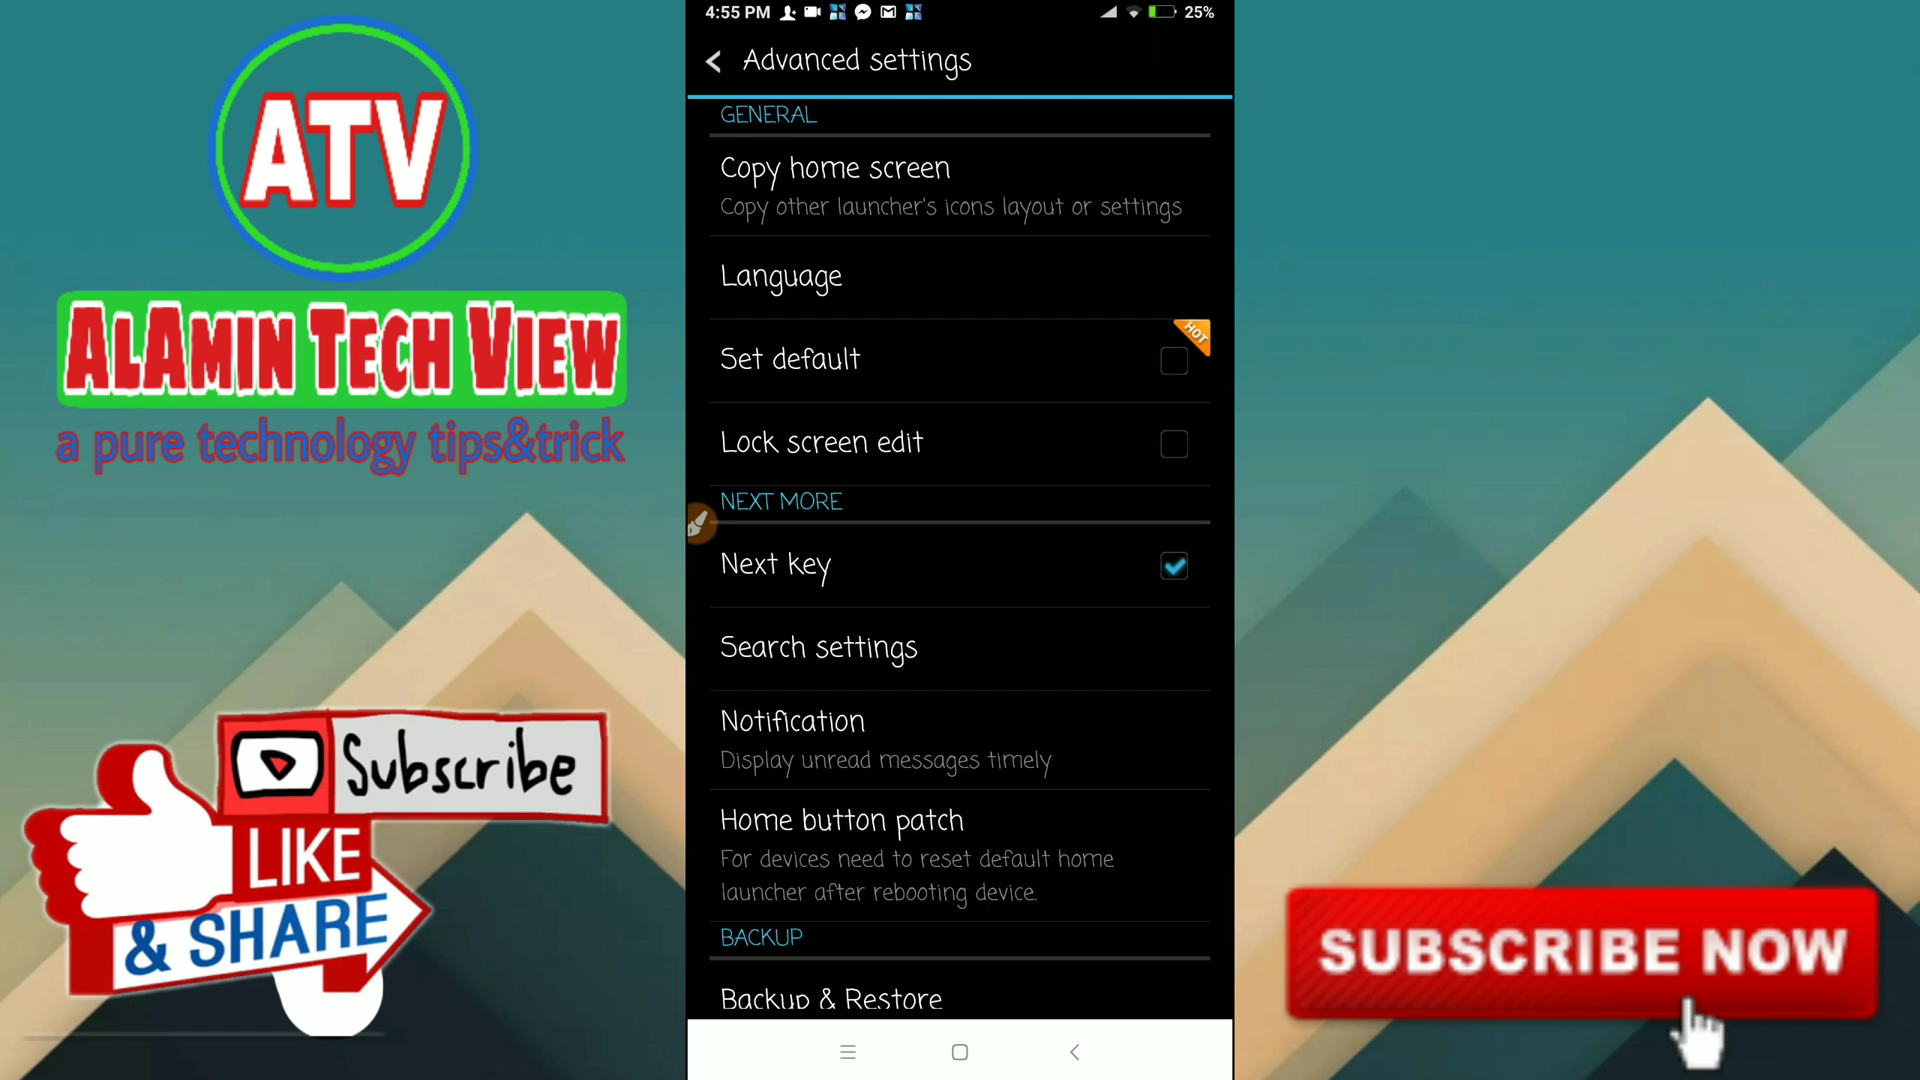 ATV
ALAMIN TECH VIEW
a pure technology tips&trick
Subscribe
LIKE
& SHARE
4:55 PM
25%
Advanced settings
GENERAL
Copy home screen
Copy other launcher's icons layout or settings
Language
HOT
Set default
Lock screen edit
NEXT MORE
Next key
Search settings
Notification
Display unread messages timely
Home button patch
For devices need to reset default home
launcher after rebooting device.
BACKUP
Backup & Restore
SUBSCRIBE NOW